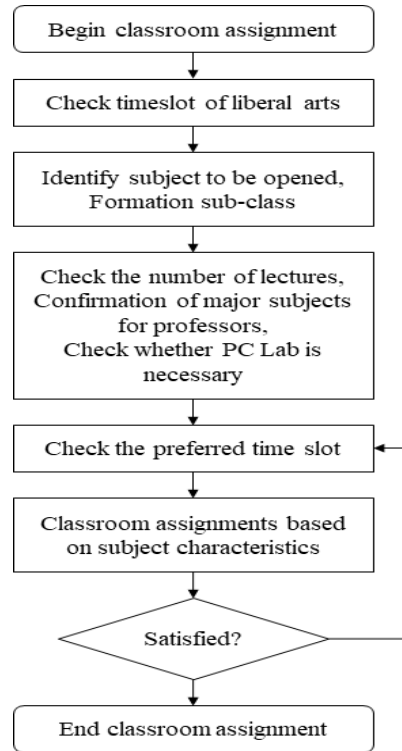 Begin classroom assignment
Check timeslot of liberal arts
Identify subject to be opened,
Formation sub-class
Check the number of lectures,
Confirmation of major subjects
for professors,
Check whether PC Lab is
necessary
Check the preferred time slot
Classroom assignments based
on subject characteristics
Satisfied?
End classroom assignment